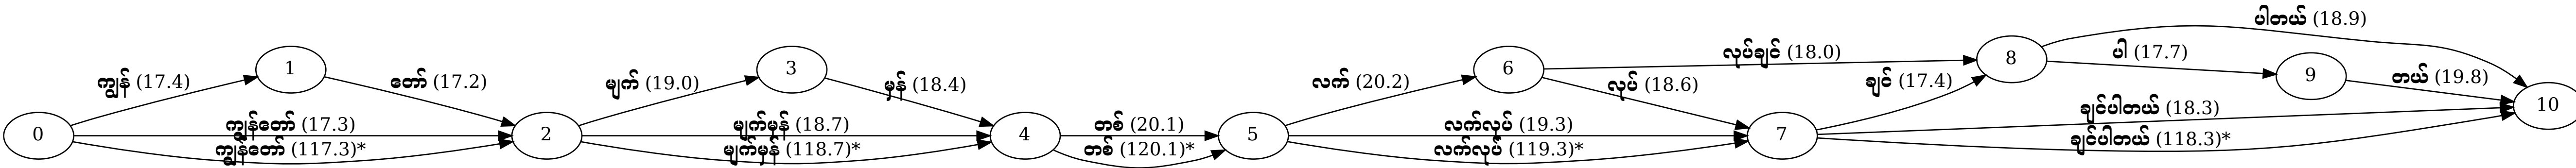 ပါတယ် (18.9)
လုပ်ချင် (18.0)
8
ပါ (17.7)
1
3
6
9
ကျွန် (17.4)
တော် (17.2)
မျက် (19.0)
မှန် (18.4)
လက် (20.2)
လုပ် (18.6)
ချင် (17.4)
တယ် (19.8)
10
ချင်ပါတယ် (18.3)
0
ကျွန်တော် (17.3)
2
မျက်မှန် (18.7)
4
တစ် (20.1)
5
လက်လုပ် (19.3)
7
ချင်ပါတယ် (118.3)*
ကျွန်တော် (117.3)*
မျက်မှန် (118.7)*
တစ် (120.1)*
လက်လုပ် (119.3)*